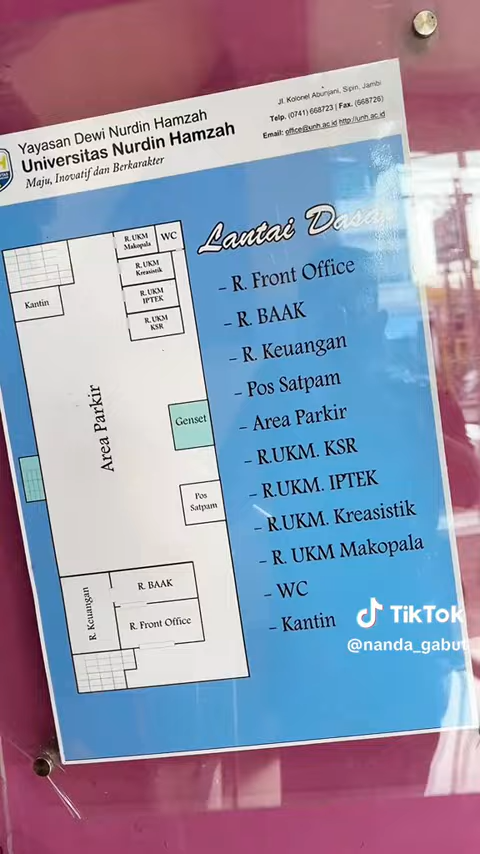 Yayasan Dewi Nurdin Hamzah
Universitas Nurdin Hamzah
Maju, Inovatif dan Berkarakter
Jl. Kolonel Abunjani, Sipin, Jambi
Telp. (0741) 668723 | Fax. (668726)
Email: office@unh.ac.id http://unh.ac.id
Lantai Dasar
- R. Front Office
- R. BAAK
- R. Keuangan
- Pos Satpam
- Area Parkir
- R.UKM. KSR
- R.UKM. IPTEK
- R.UKM. Kreasistik
- R. UKM Makopala
- WC
- Kantin
R. UKM
Makopala
WC
R. UKM
Kreasistik
R. UKM
IPTEK
R. UKM
KSR
Kantin
Area Parkir
Genset
Pos
Satpam
R. Keuangan
R. BAAK
R. Front Office
TikTok
@nanda_gabut